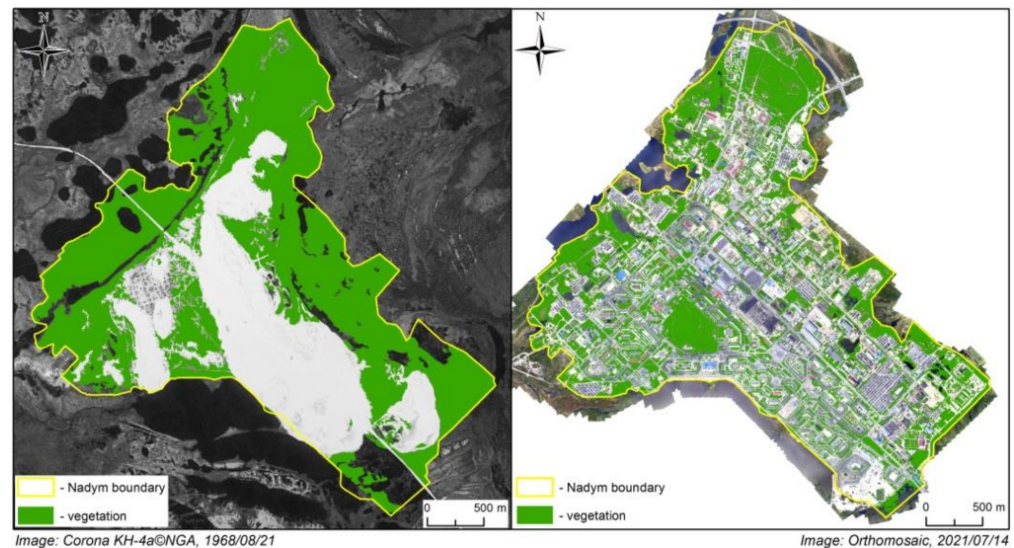 N
- Nadym boundary
- vegetation
0 500 m
Image: Corona KH-4a©NGA, 1968/08/21
N
- Nadym boundary
- vegetation
0 500 m
Image: Orthomosaic, 2021/07/14